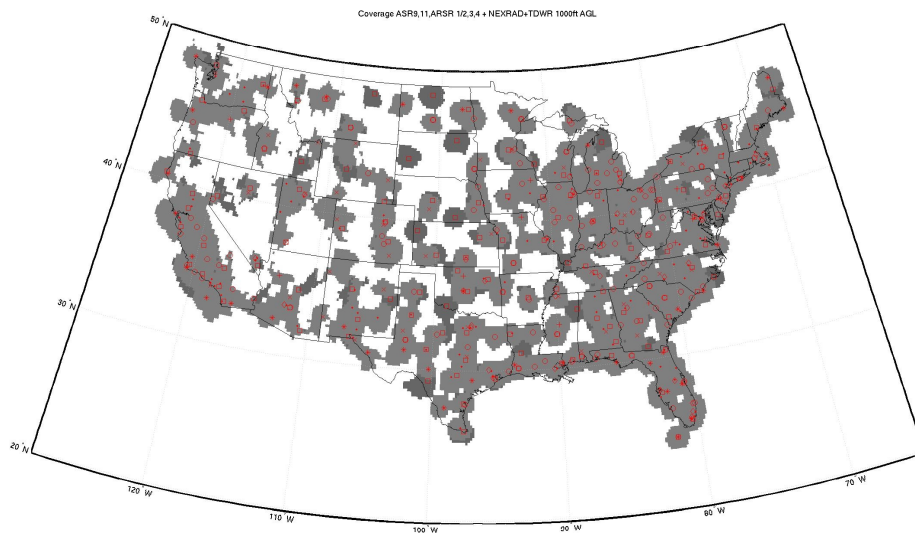 Coverage ASR9,11,ARSR 1/2,3,4 + NEXRAD+TDWR 1000ft AGL
50°N
40°N
30°N
20°N
120°W
110°W
100°W
90°W
80°W
70°W